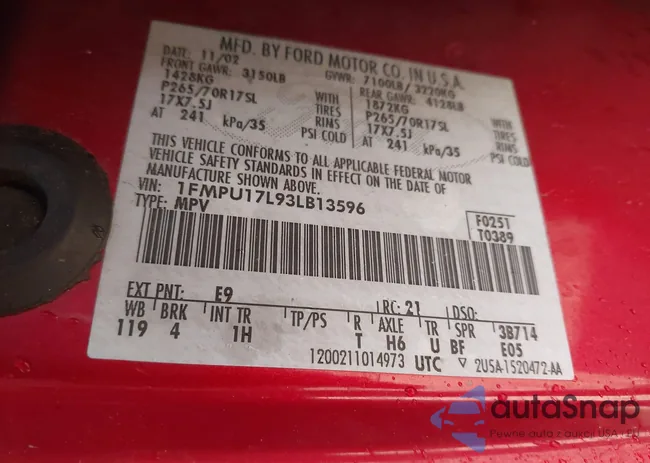 MFD. BY FORD MOTOR CO. IN U.S.A.
DATE: 11/02 GVWR: 7100LB/ 3220KG
FRONT GAWR: 3150LB REAR GAWR: 4128LB
1428KG WITH 1872KG WITH
P265/70R17SL TIRES P265/70R17SL TIRES
17X7.5J RIMS 17X7.5J RIMS
AT 241 kPa/35 PSI COLD AT 241 kPa/35 PSI COLD
THIS VEHICLE CONFORMS TO ALL APPLICABLE FEDERAL MOTOR
VEHICLE SAFETY STANDARDS IN EFFECT ON THE DATE OF
MANUFACTURE SHOWN ABOVE.
VIN: 1FMPU17L93LB13596 F0251
TYPE: MPV T0389
EXT PNT: E9 RC: 21 DSO:
WB BRK INT TR TP/PS R AXLE TR SPR 3B714
119 4 1H T H6 U BF E05
1200211014973 UTC ▽ 2U5A-1520472-AA
autaSnap
Pewne auta z aukcji USA i EU